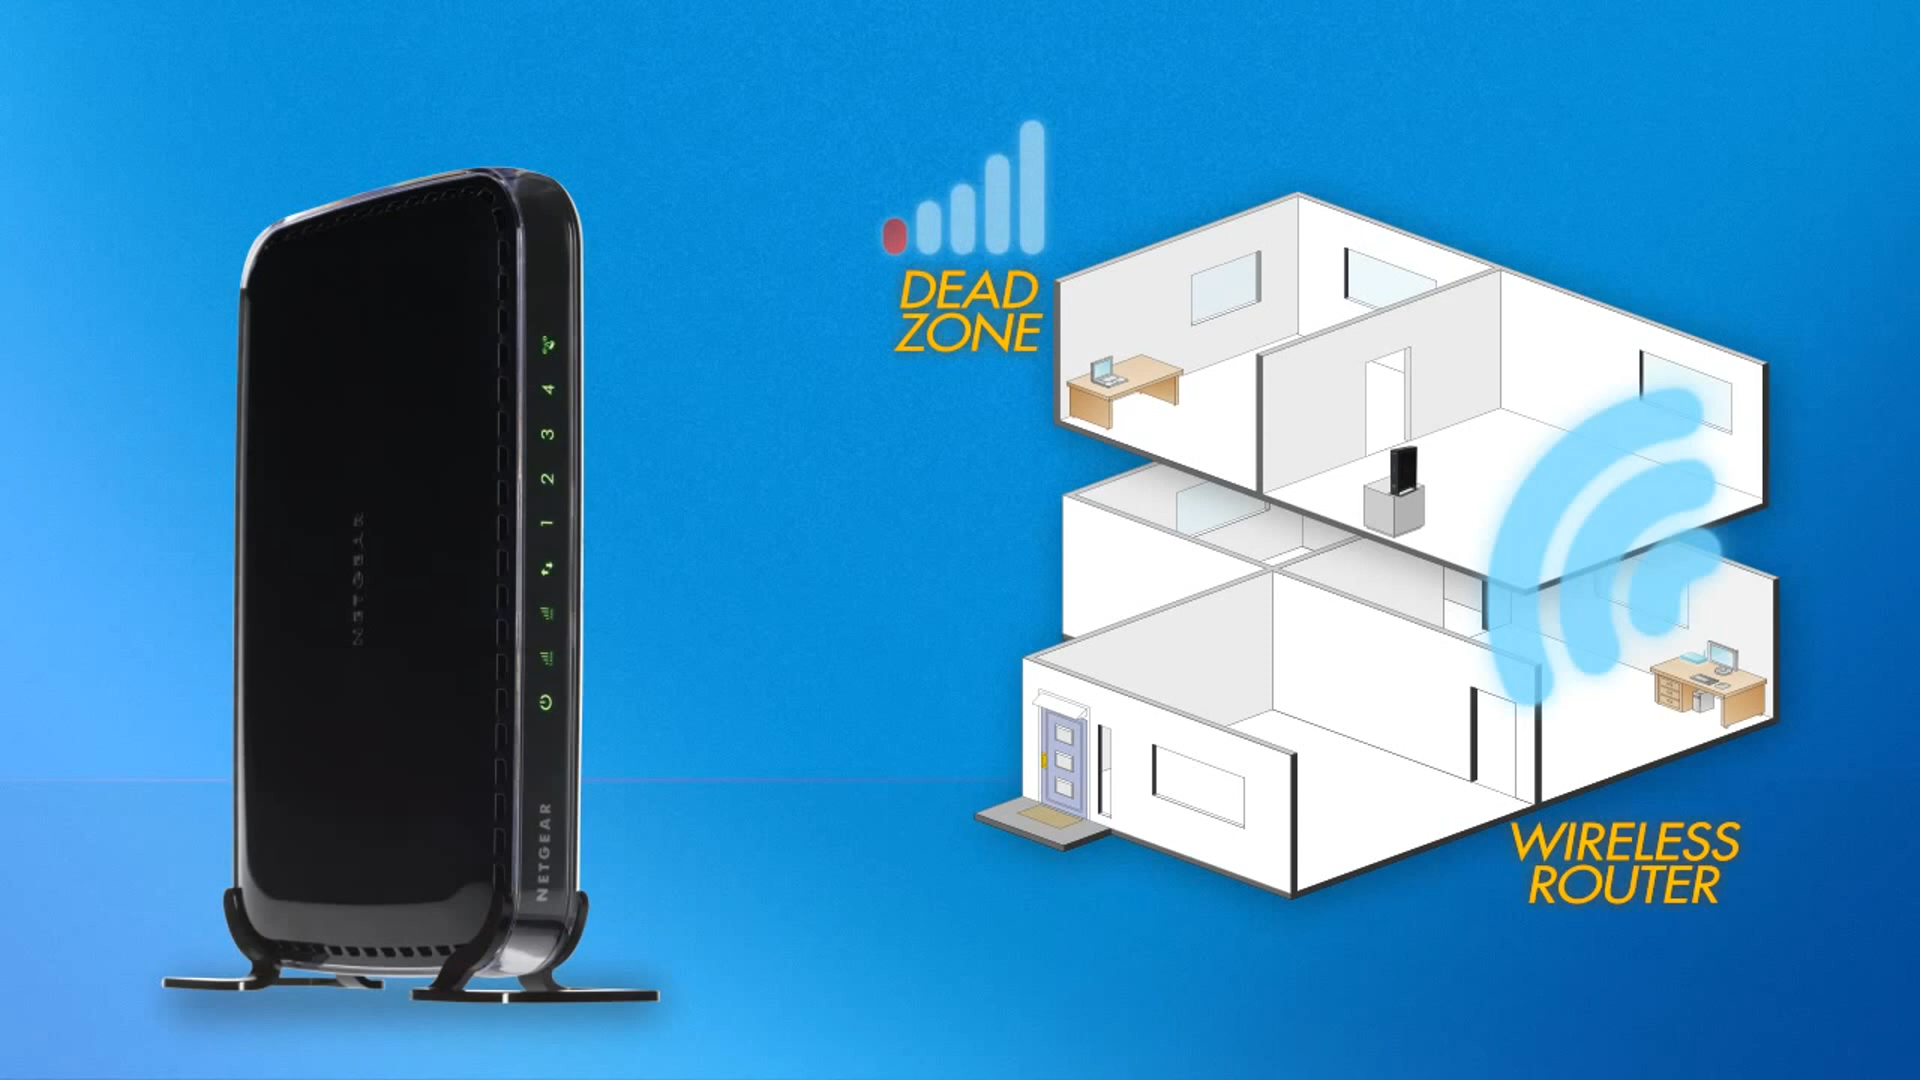 NETGEAR
4
3
2
1
NETGEAR
DEAD
ZONE
WIRELESS
ROUTER